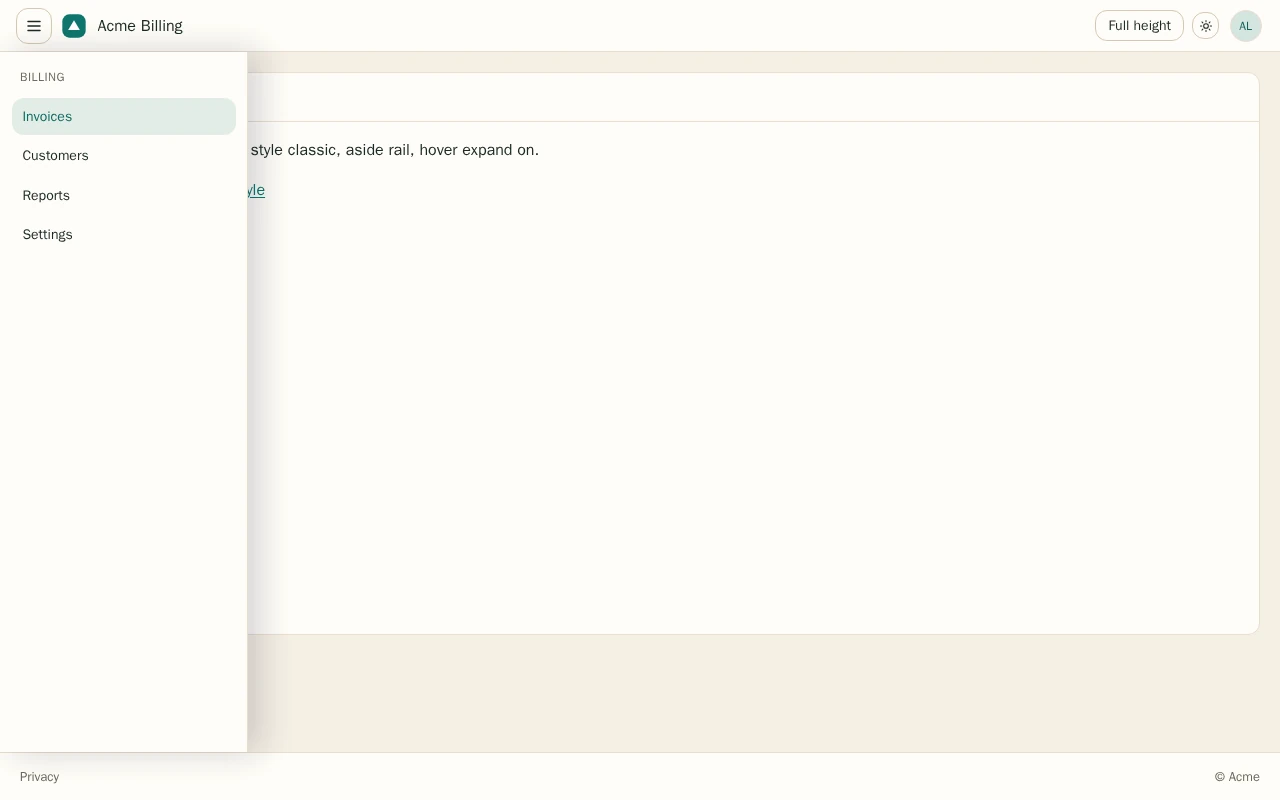 Acme Billing
Full height
AL
BILLING
Invoices
Customers
Reports
Settings
style classic, aside rail, hover expand on.
Privacy
© Acme